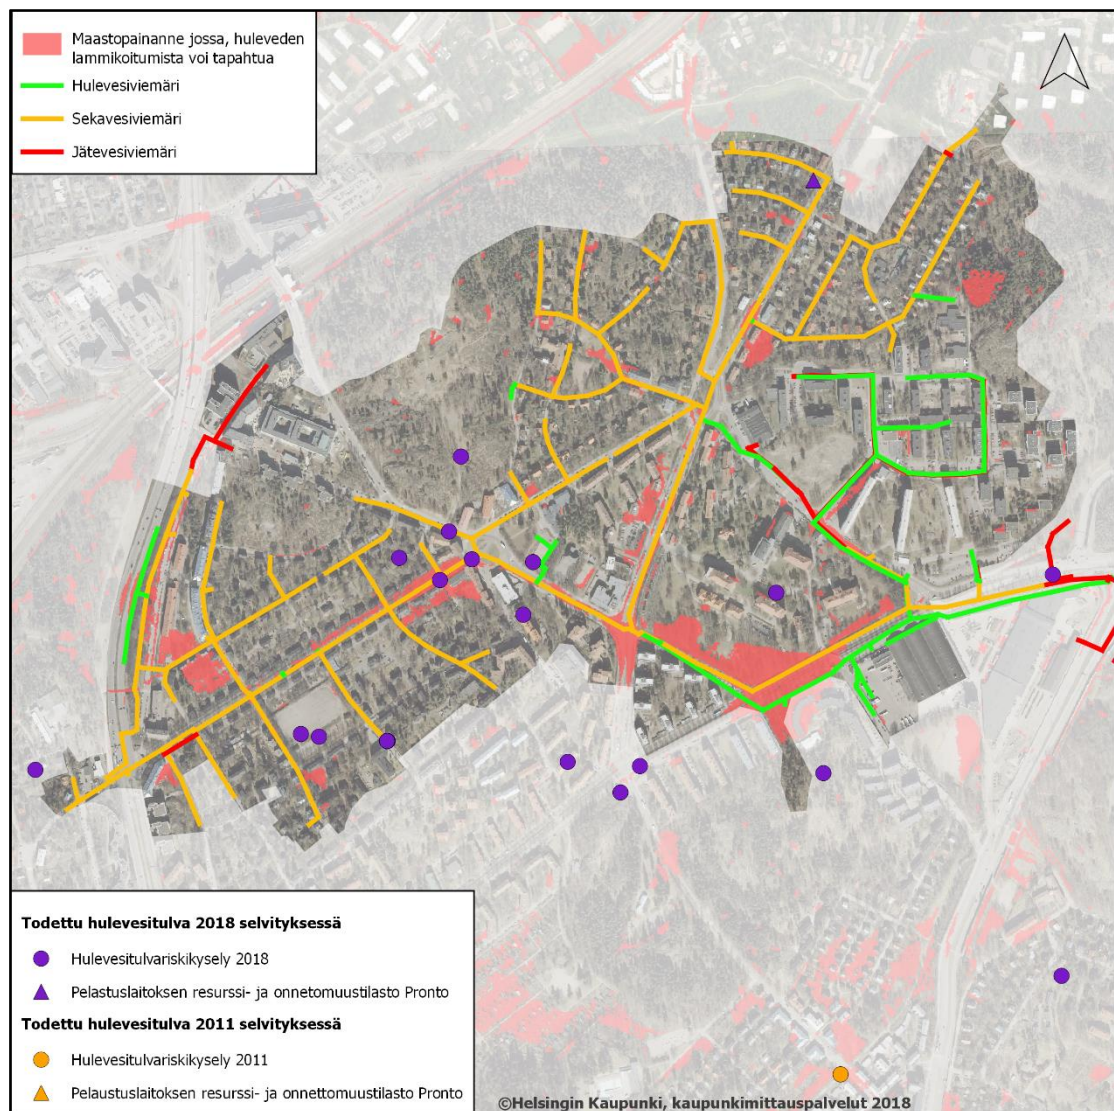 Maastopainanne jossa, huleveden
lammikoitumista voi tapahtua
Hulevesiviemäri
Sekavesiviemäri
Jätevesiviemäri
Todettu hulevesitulva 2018 selvityksessä
Hulevesitulvariskikysely 2018
Pelastuslaitoksen resurssi- ja onnetomuustilasto Pronto
Todettu hulevesitulva 2011 selvityksessä
Hulevesitulvariskikysely 2011
Pelaustuslaitoksen resurssi- ja onnettomuustilasto Pronto
©Helsingin Kaupunki, kaupunkimittauspalvelut 2018